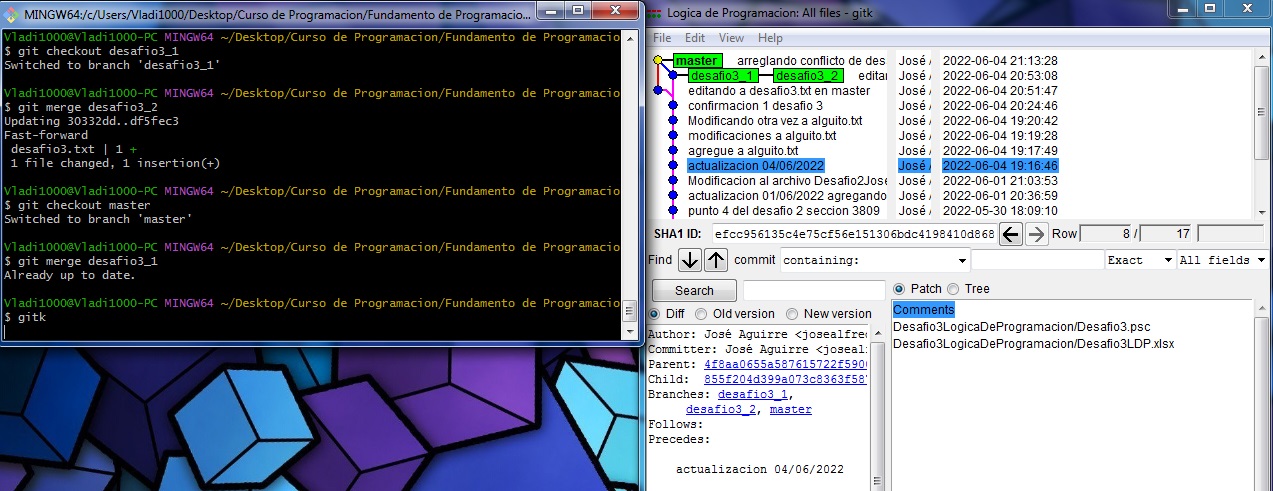 MINGW64:/c/Users/Vladi1000/Desktop/Curso de Programacion/Fundamento de Programacio...
Vladi1000@Vladi1000-PC MINGW64 ~/Desktop/Curso de Programacion/Fundamento de Programacio
$ git checkout desafio3_1
Switched to branch 'desafio3_1'
Vladi1000@Vladi1000-PC MINGW64 ~/Desktop/Curso de Programacion/Fundamento de Programacio
$ git merge desafio3_2
Updating 30332dd..df5fec3
Fast-forward
desafio3.txt | 1 +
1 file changed, 1 insertion(+)
Vladi1000@Vladi1000-PC MINGW64 ~/Desktop/Curso de Programacion/Fundamento de Programacio
$ git checkout master
Switched to branch 'master'
Vladi1000@Vladi1000-PC MINGW64 ~/Desktop/Curso de Programacion/Fundamento de Programacio
$ git merge desafio3_1
Already up to date.
Vladi1000@Vladi1000-PC MINGW64 ~/Desktop/Curso de Programacion/Fundamento de Programacio
$ gitk
Logica de Programacion: All files - gitk
File Edit View Help
master arreglando conflicto de des José 2022-06-04 21:13:28
desafio3_1 desafio3_2 edita José 2022-06-04 20:53:08
editando a desafio3.txt en master José 2022-06-04 20:51:47
confirmacion 1 desafio 3 José 2022-06-04 20:24:46
Modificando otra vez a alguito.txt José 2022-06-04 19:20:42
modificaciones a alguito.txt José 2022-06-04 19:19:28
agregue a alguito.txt José 2022-06-04 19:17:49
actualizacion 04/06/2022 José 2022-06-04 19:16:46
Modificacion al archivo Desafio2Jose José 2022-06-01 21:03:53
actualizacion 01/06/2022 agregando José 2022-06-01 20:36:59
punto 4 del desafio 2 seccion 3809 José 2022-05-30 18:09:10
SHA1 ID: efcc956135c4e75cf56e151306bdc4198410d868 Row 8 / 17
Find commit containing: Exact All fields
Search
Patch Tree
Diff Old version New version
Comments
Desafio3LogicaDeProgramacion/Desafio3.psc
Desafio3LogicaDeProgramacion/Desafio3LDP.xlsx
Author: José Aguirre <josealfred
Committer: José Aguirre <joseal
Parent: 4f8aa0655a587615722f590
Child: 855f204d399a073c8363f587
Branches: desafio3_1,
desafio3_2, master
Follows:
Precedes:
actualizacion 04/06/2022